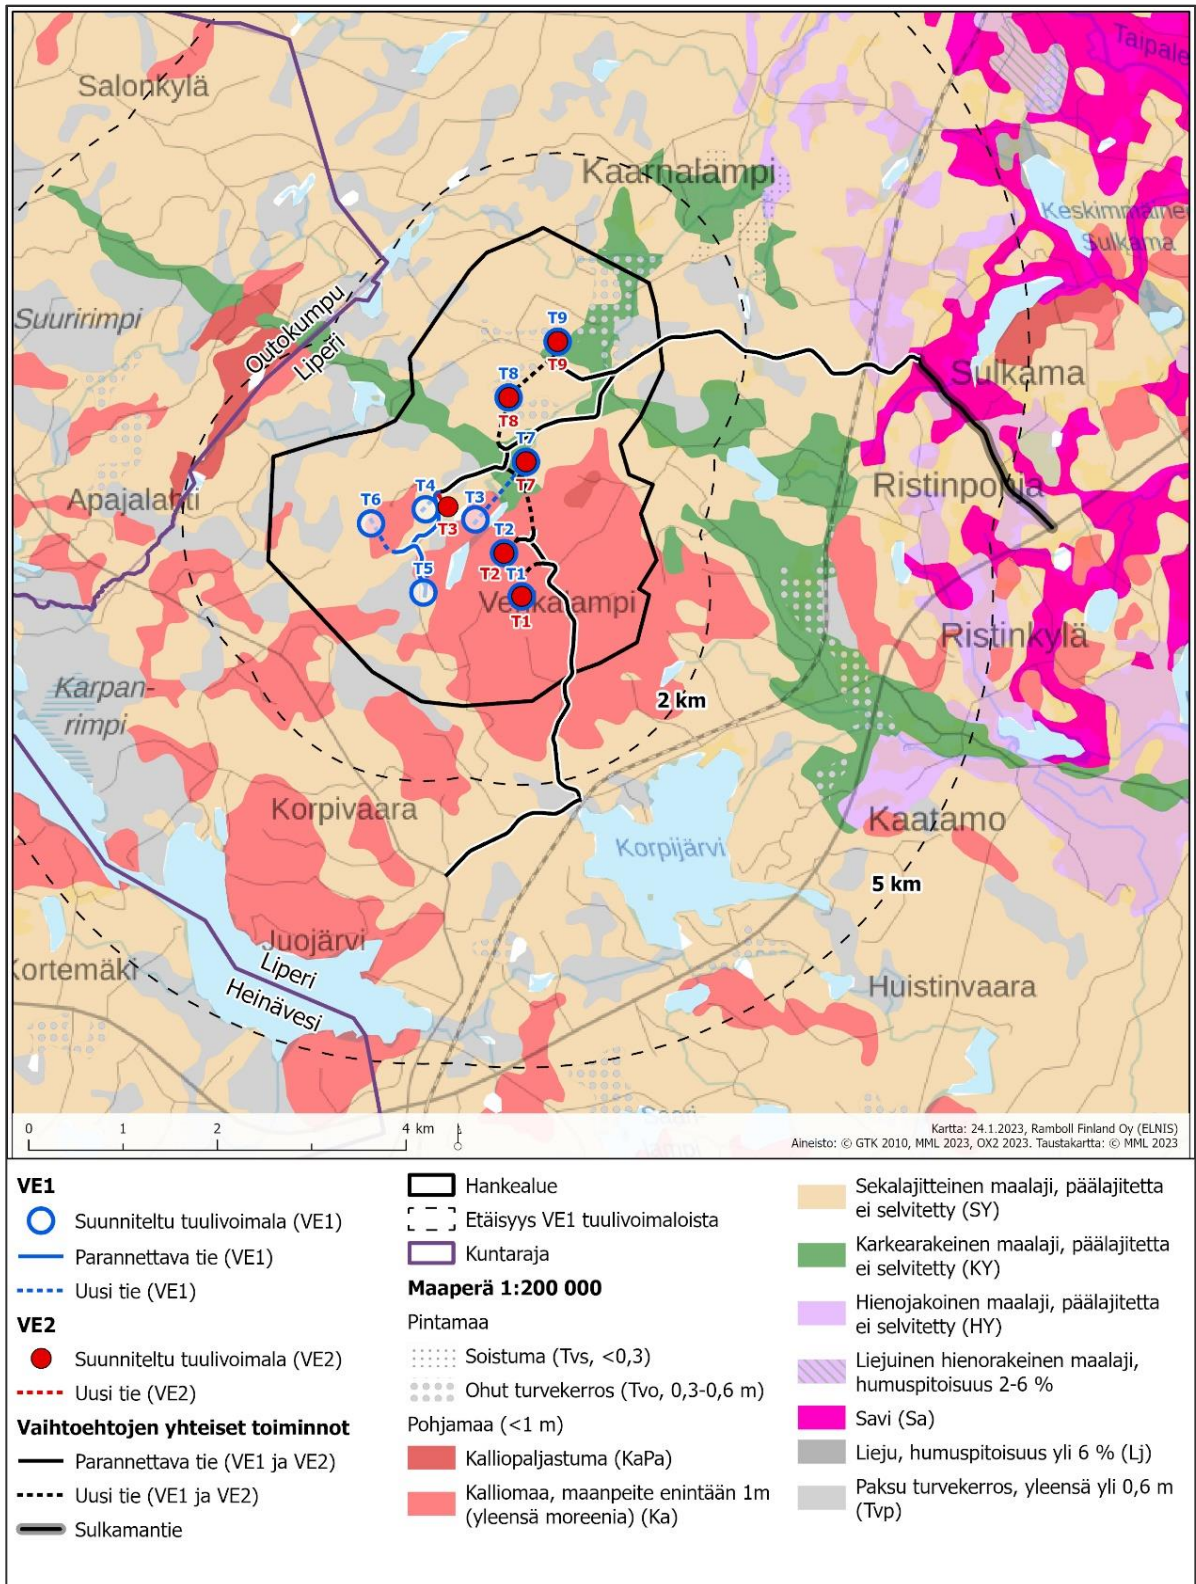 Taipale
Salonkylä
Kaarnalampi
Keskimmäinen
Sulkama
Suuririmpi
Outokumpu
Liperi
T9
T9
Sulkama
T8
T8
T7
T7
Ristinpohja
Apajalahti
T6
T4
T3
T3
T2
T2
T1
T5
Venkalampi
T1
Ristinkylä
Karpan-
rimpi
2 km
Korpivaara
Kaatamo
Korpijärvi
5 km
Juojärvi
Liperi
Kortemäki
Heinävesi
Huistinvaara
Saari-
lampi
0 1 2 4 km
Kartta: 24.1.2023, Ramboll Finland Oy (ELNIS)
Aineisto: © GTK 2010, MML 2023, OX2 2023. Taustakartta: © MML 2023
VE1
Suunniteltu tuulivoimala (VE1)
Parannettava tie (VE1)
Uusi tie (VE1)
VE2
Suunniteltu tuulivoimala (VE2)
Uusi tie (VE2)
Vaihtoehtojen yhteiset toiminnot
Parannettava tie (VE1 ja VE2)
Uusi tie (VE1 ja VE2)
Sulkamantie
Hankealue
Etäisyys VE1 tuulivoimaloista
Kuntaraja
Maaperä 1:200 000
Pintamaa
Soistuma (Tvs, <0,3)
Ohut turvekerros (Tvo, 0,3-0,6 m)
Pohjamaa (<1 m)
Kalliopaljastuma (KaPa)
Kalliomaa, maanpeite enintään 1m
(yleensä moreenia) (Ka)
Sekalajitteinen maalaji, päälajitetta
ei selvitetty (SY)
Karkearakeinen maalaji, päälajitetta
ei selvitetty (KY)
Hienojakoinen maalaji, päälajitetta
ei selvitetty (HY)
Liejuinen hienorakeinen maalaji,
humuspitoisuus 2-6 %
Savi (Sa)
Lieju, humuspitoisuus yli 6 % (Lj)
Paksu turvekerros, yleensä yli 0,6 m
(Tvp)